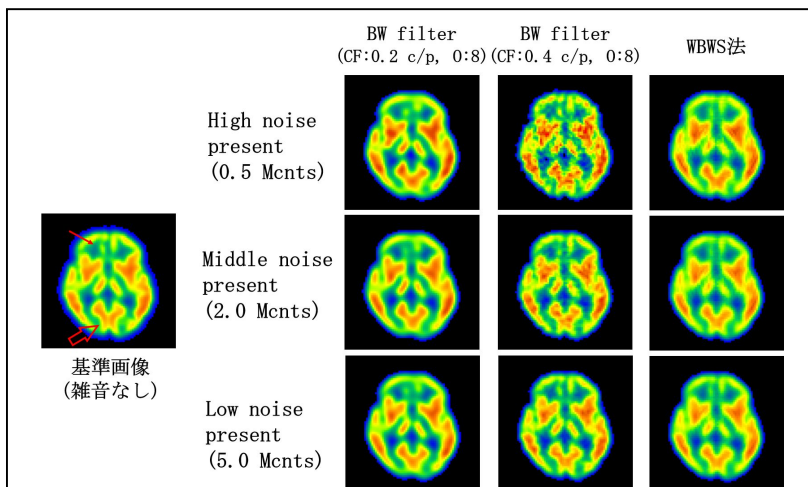 BW filter
(CF:0.2 c/p, O:8)
BW filter
(CF:0.4 c/p, O:8)
WBWS法
High noise
present
(0.5 Mcnts)
Middle noise
present
(2.0 Mcnts)
基準画像
(雑音なし)
Low noise
present
(5.0 Mcnts)